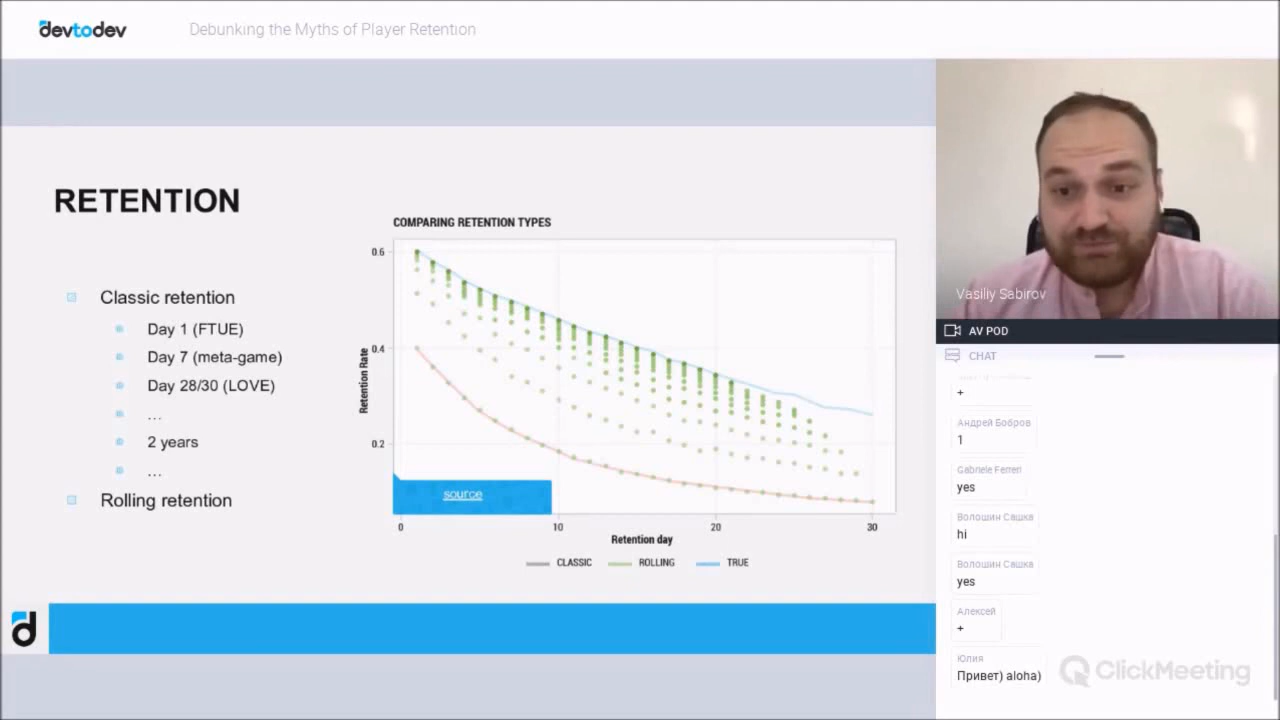 devtodev
Debunking the Myths of Player Retention
RETENTION
Classic retention
Day 1 (FTUE)
Day 7 (meta-game)
Day 28/30 (LOVE)
...
2 years
...
Rolling retention
COMPARING RETENTION TYPES
0.6
0.4
0.2
Retention Rate
source
0
10
20
30
Retention day
CLASSIC
ROLLING
TRUE
d
Vasiliy Sabirov
AV POD
CHAT
+
Андрей Бобров
1
Gabriele Ferreri
yes
Волошин Сашка
hi
Волошин Сашка
yes
Алексей
+
Юлия
Привет) aloha)
ClickMeeting